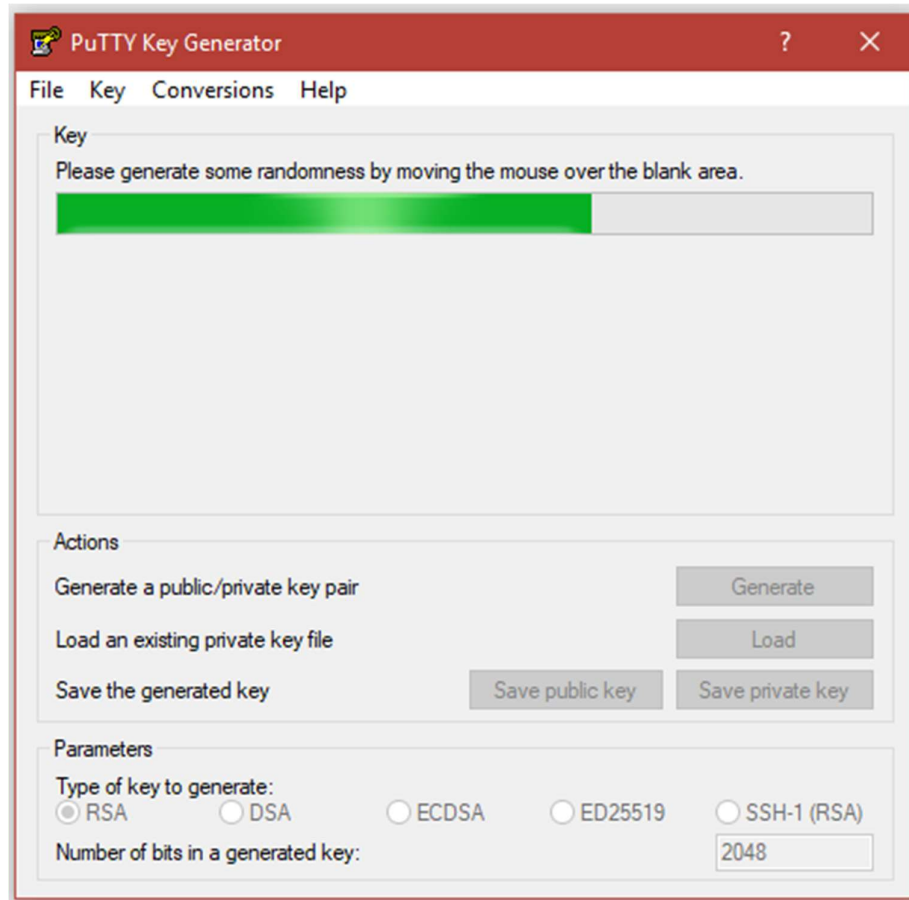 PuTTY Key Generator ?
File Key Conversions Help
Key
Please generate some randomness by moving the mouse over the blank area.
Actions
Generate a public/private key pair Generate
Load an existing private key file Load
Save the generated key Save public key Save private key
Parameters
Type of key to generate:
RSA DSA ECDSA ED25519 SSH-1 (RSA)
Number of bits in a generated key: 2048